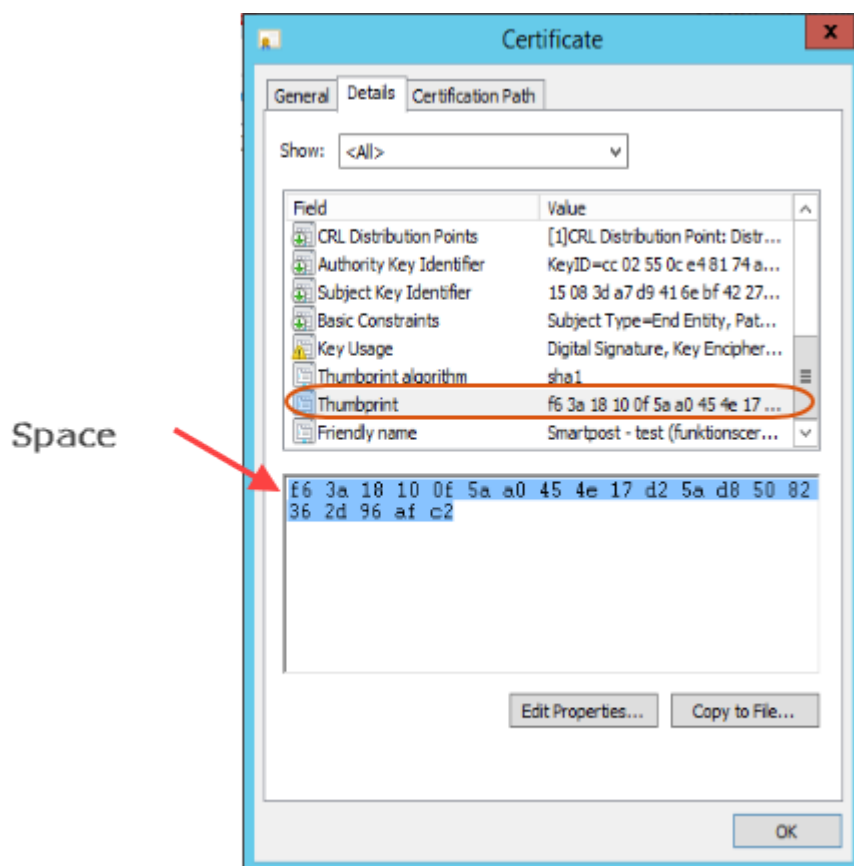 Certificate
x
General Details Certification Path
Show: <All>
Field Value
CRL Distribution Points [1]CRL Distribution Point: Distr...
Authority Key Identifier KeyID=cc 02 55 0c e4 81 74 a...
Subject Key Identifier 15 08 3d a7 d9 41 6e bf 42 27...
Basic Constraints Subject Type=End Entity, Pat...
Key Usage Digital Signature, Key Encipher...
Thumbprint algorithm sha1
Thumbprint f6 3a 18 10 0f 5a a0 45 4e 17 ...
Friendly name Smartpost - test (funktionscer...
Space
f6 3a 18 10 0f 5a a0 45 4e 17 d2 5a d8 50 82
36 2d 96 af c2
Edit Properties... Copy to File...
OK